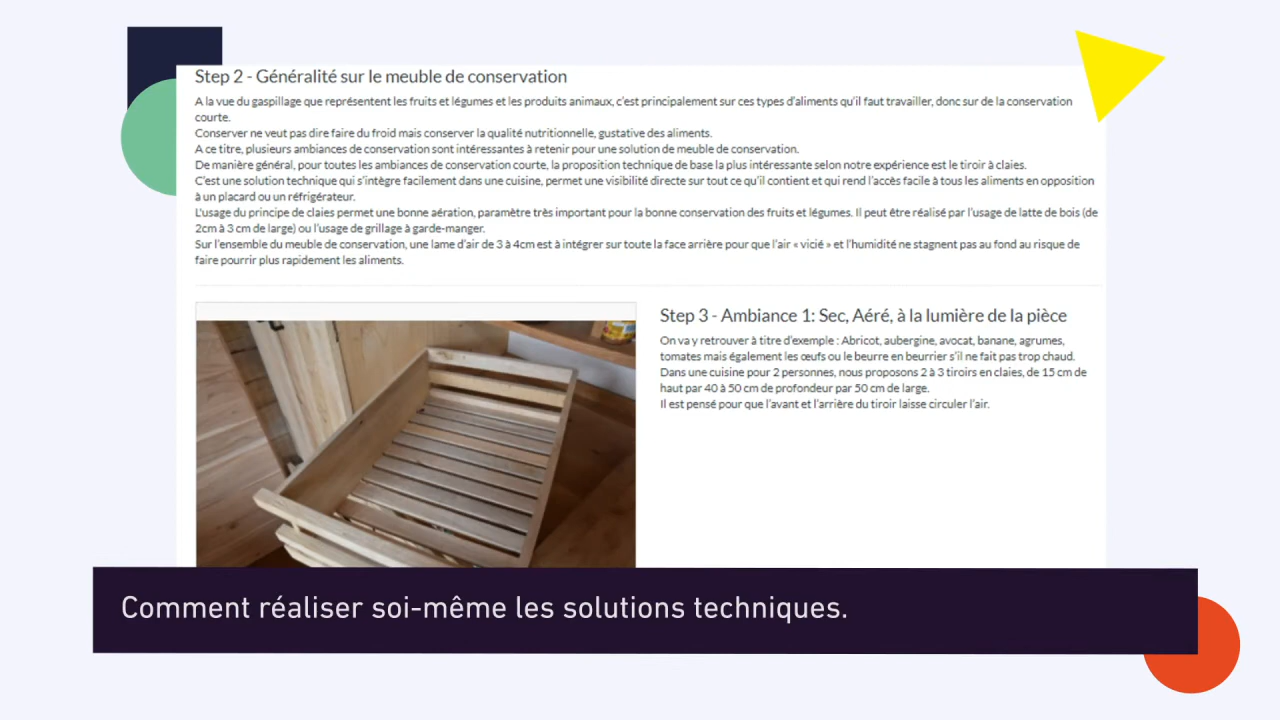 Step 2 - Généralité sur le meuble de conservation
A la vue du gaspillage que représentent les fruits et légumes et les produits animaux, c'est principalement sur ces types d'aliments qu'il faut travailler, donc sur de la conservation
courte.
Conserver ne veut pas dire faire du froid mais conserver la qualité nutritionnelle, gustative des aliments.
A ce titre, plusieurs ambiances de conservation sont intéressantes à retenir pour une solution de meuble de conservation.
De manière général, pour toutes les ambiances de conservation courte, la proposition technique de base la plus intéressante selon notre expérience est le tiroir à claies.
C'est une solution technique qui s'intègre facilement dans une cuisine, permet une visibilité directe sur tout ce qu'il contient et qui rend l'accès facile à tous les aliments en opposition
à un placard ou un réfrigérateur.
L'usage du principe de claies permet une bonne aération, paramètre très important pour la bonne conservation des fruits et légumes. Il peut être réalisé par l'usage de latte de bois (de
2cm à 3 cm de large) ou l'usage de grillage à garde-manger.
Sur l'ensemble du meuble de conservation, une lame d'air de 3 à 4cm est à intégrer sur toute la face arrière pour que l'air « vicié » et l'humidité ne stagnent pas au fond au risque de
faire pourrir plus rapidement les aliments.
Step 3 - Ambiance 1: Sec, Aéré, à la lumière de la pièce
On va y retrouver à titre d'exemple : Abricot, aubergine, avocat, banane, agrumes,
tomates mais également les œufs ou le beurre en beurrier s'il ne fait pas trop chaud.
Dans une cuisine pour 2 personnes, nous proposons 2 à 3 tiroirs en claies, de 15 cm de
haut par 40 à 50 cm de profondeur par 50 cm de large.
Il est pensé pour que l'avant et l'arrière du tiroir laisse circuler l'air.
Comment réaliser soi-même les solutions techniques.